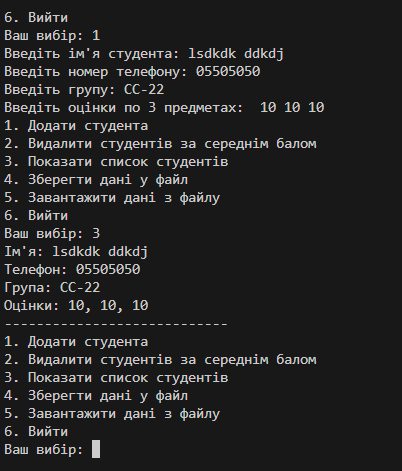 6. Вийти
Ваш вибір: 1
Введіть ім'я студента: lsdkdk ddkdj
Введіть номер телефону: 05505050
Введіть групу: СС-22
Введіть оцінки по 3 предметах:  10 10 10
1. Додати студента
2. Видалити студентів за середнім балом
3. Показати список студентів
4. Зберегти дані у файл
5. Завантажити дані з файлу
6. Вийти
Ваш вибір: 3
Ім'я: lsdkdk ddkdj
Телефон: 05505050
Група: СС-22
Оцінки: 10, 10, 10
----------------------------
1. Додати студента
2. Видалити студентів за середнім балом
3. Показати список студентів
4. Зберегти дані у файл
5. Завантажити дані з файлу
6. Вийти
Ваш вибір: